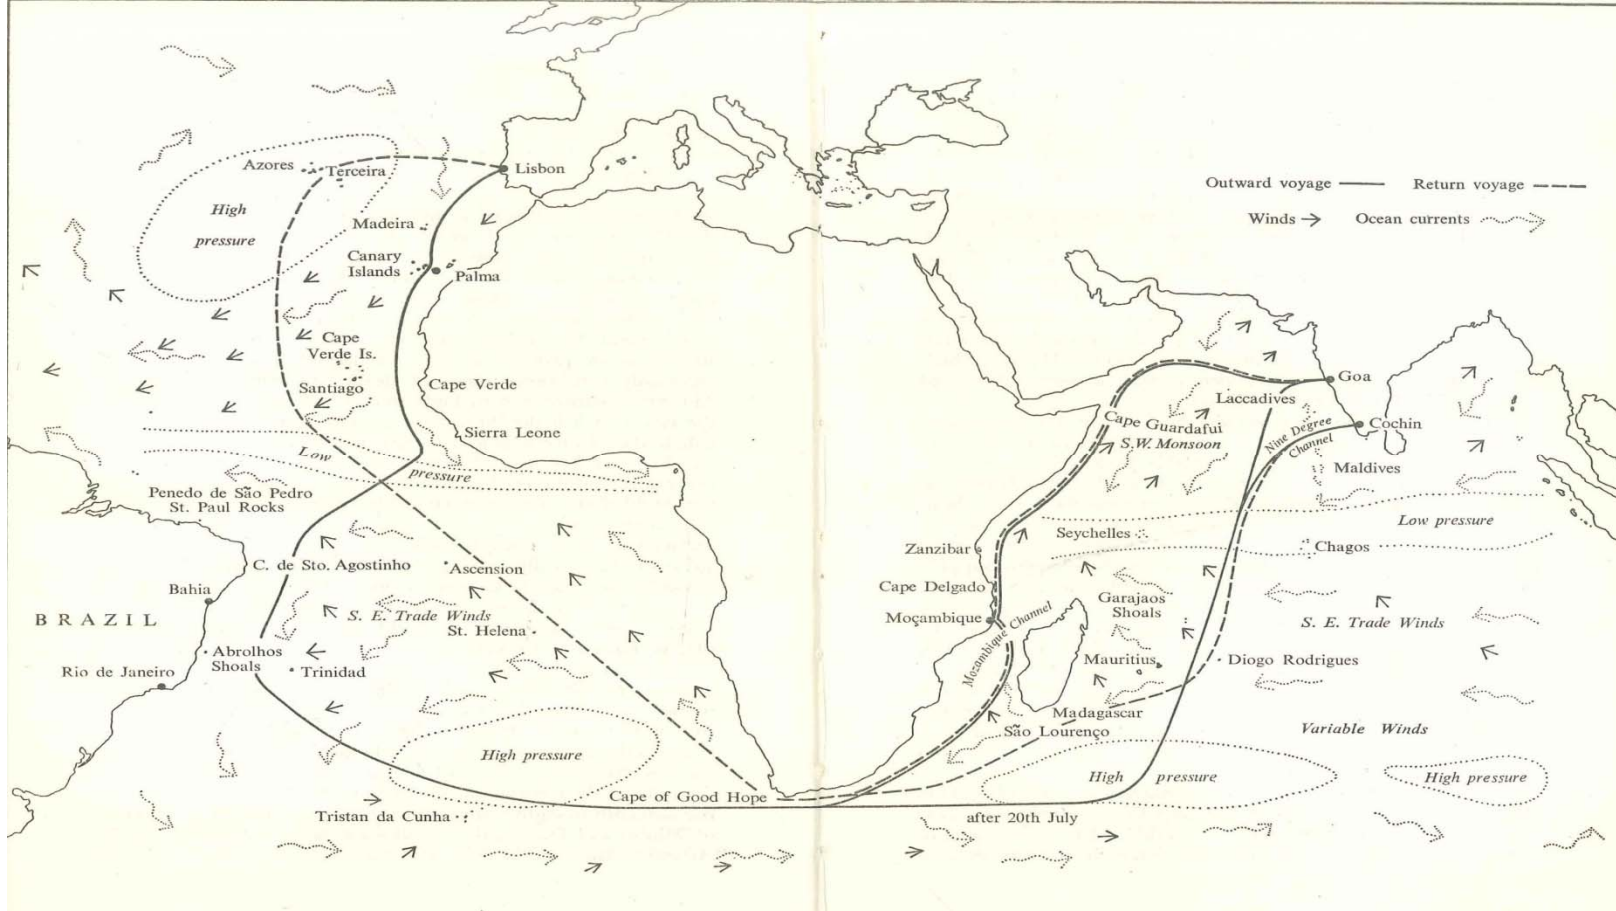 Azores
Terceira
Lisbon
High
pressure
Madeira
Canary
Islands
Palma
Outward voyage
Return voyage
Winds
Ocean currents
Cape
Verde Is.
Santiago
Cape Verde
Sierra Leone
Low
pressure
Penedo de São Pedro
St. Paul Rocks
C. de Sto. Agostinho
Ascension
Bahia
BRAZIL
S. E. Trade Winds
St. Helena
Abrolhos
Shoals
Trinidad
Rio de Janeiro
High pressure
Cape of Good Hope
Tristan da Cunha
Goa
Laccadives
Cape Guardafui
S.W. Monsoon
Nine Degree
Channel
Cochin
Maldives
Low pressure
Seychelles
Chagos
Zanzibar
Cape Delgado
Moçambique
Mozambique Channel
Garajaos
Shoals
S. E. Trade Winds
Mauritius
Diogo Rodrigues
Madagascar
São Lourenço
Variable Winds
High pressure
High pressure
after 20th July